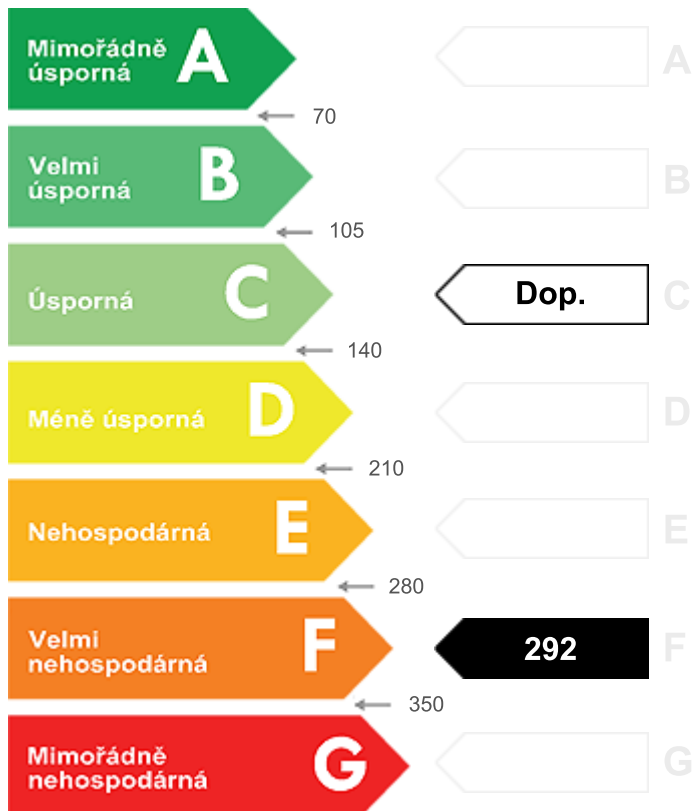 Mimořádně
úsporná
A
A
70
Velmi
úsporná
B
B
105
Úsporná
C
Dop.
C
140
Méně úsporná
D
D
210
Nehospodárná
E
E
280
Velmi
nehospodárná
F
292
F
350
Mimořádně
nehospodárná
G
G